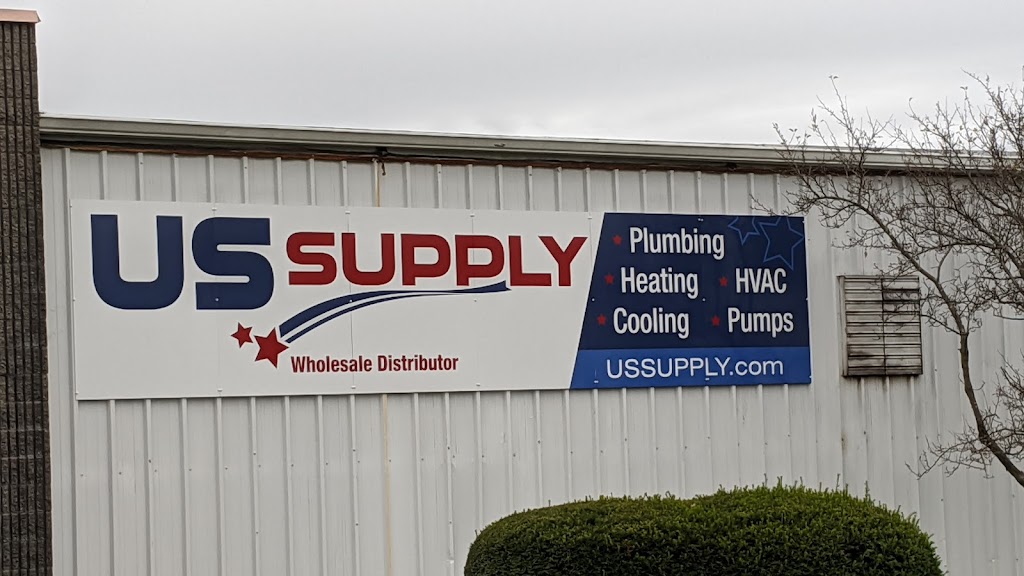 US SUPPLY
Wholesale Distributor
Plumbing
Heating HVAC
Cooling Pumps
USSUPPLY.com